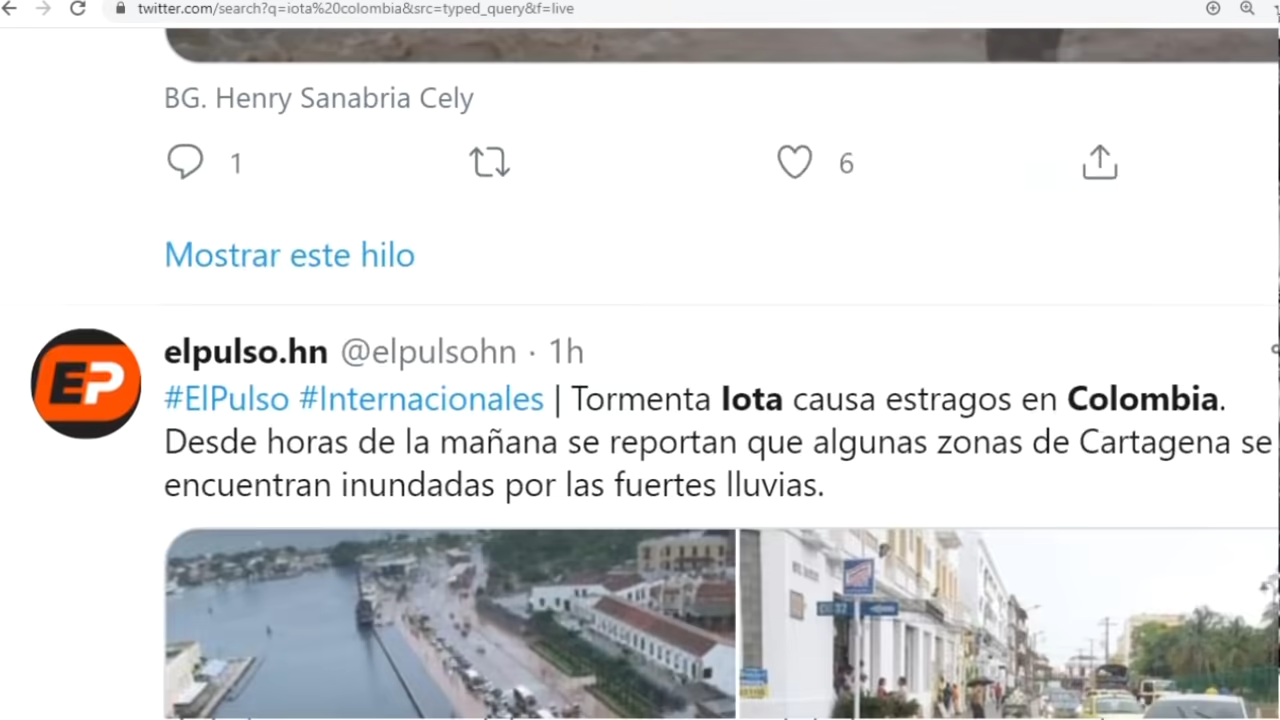 twitter.com/search?q=iota%20colombia&src=typed_query&f=live
BG. Henry Sanabria Cely
1
6
Mostrar este hilo
EP
elpulso.hn @elpulsohn · 1h
#ElPulso #Internacionales | Tormenta Iota causa estragos en Colombia.
Desde horas de la mañana se reportan que algunas zonas de Cartagena se
encuentran inundadas por las fuertes lluvias.